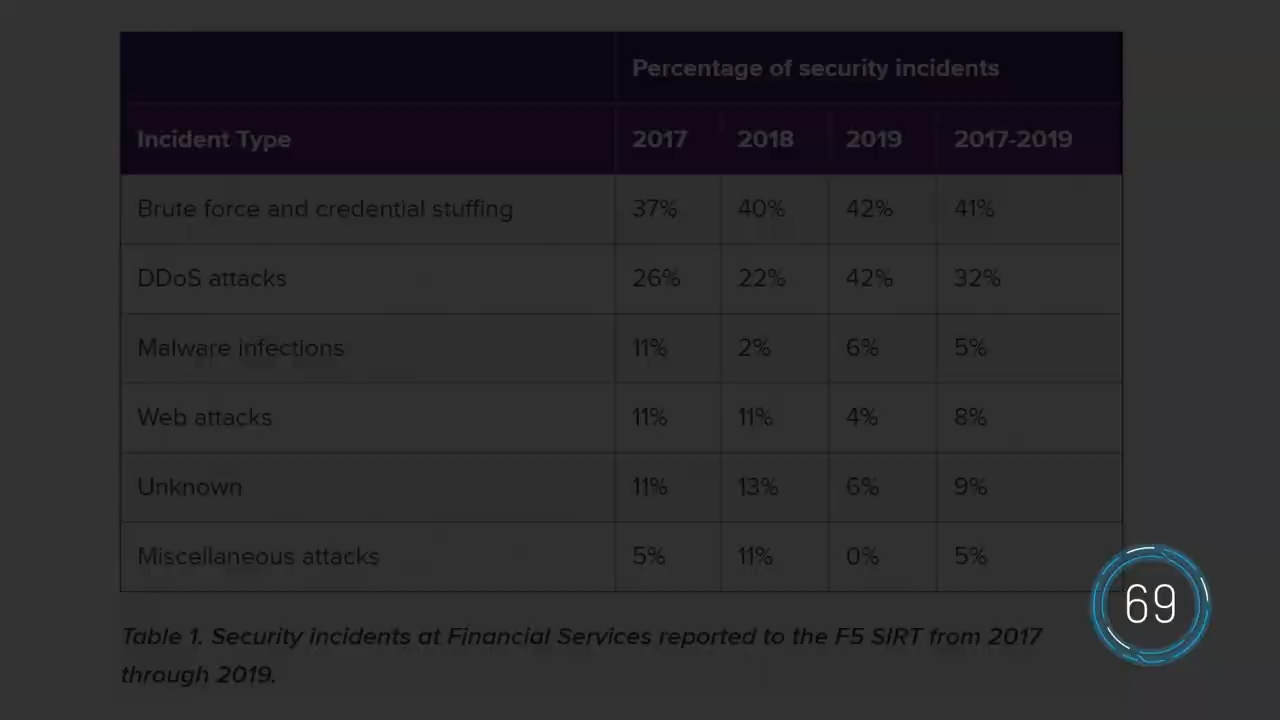 Percentage of security incidents
Incident Type 2017 2018 2019 2017-2019
Brute force and credential stuffing 37% 40% 42% 41%
DDoS attacks 26% 22% 42% 32%
Malware infections 11% 2% 6% 5%
Web attacks 11% 11% 4% 8%
Unknown 11% 13% 6% 9%
Miscellaneous attacks 5% 11% 0% 5%
69
Table 1. Security incidents at Financial Services reported to the F5 SIRT from 2017
through 2019.